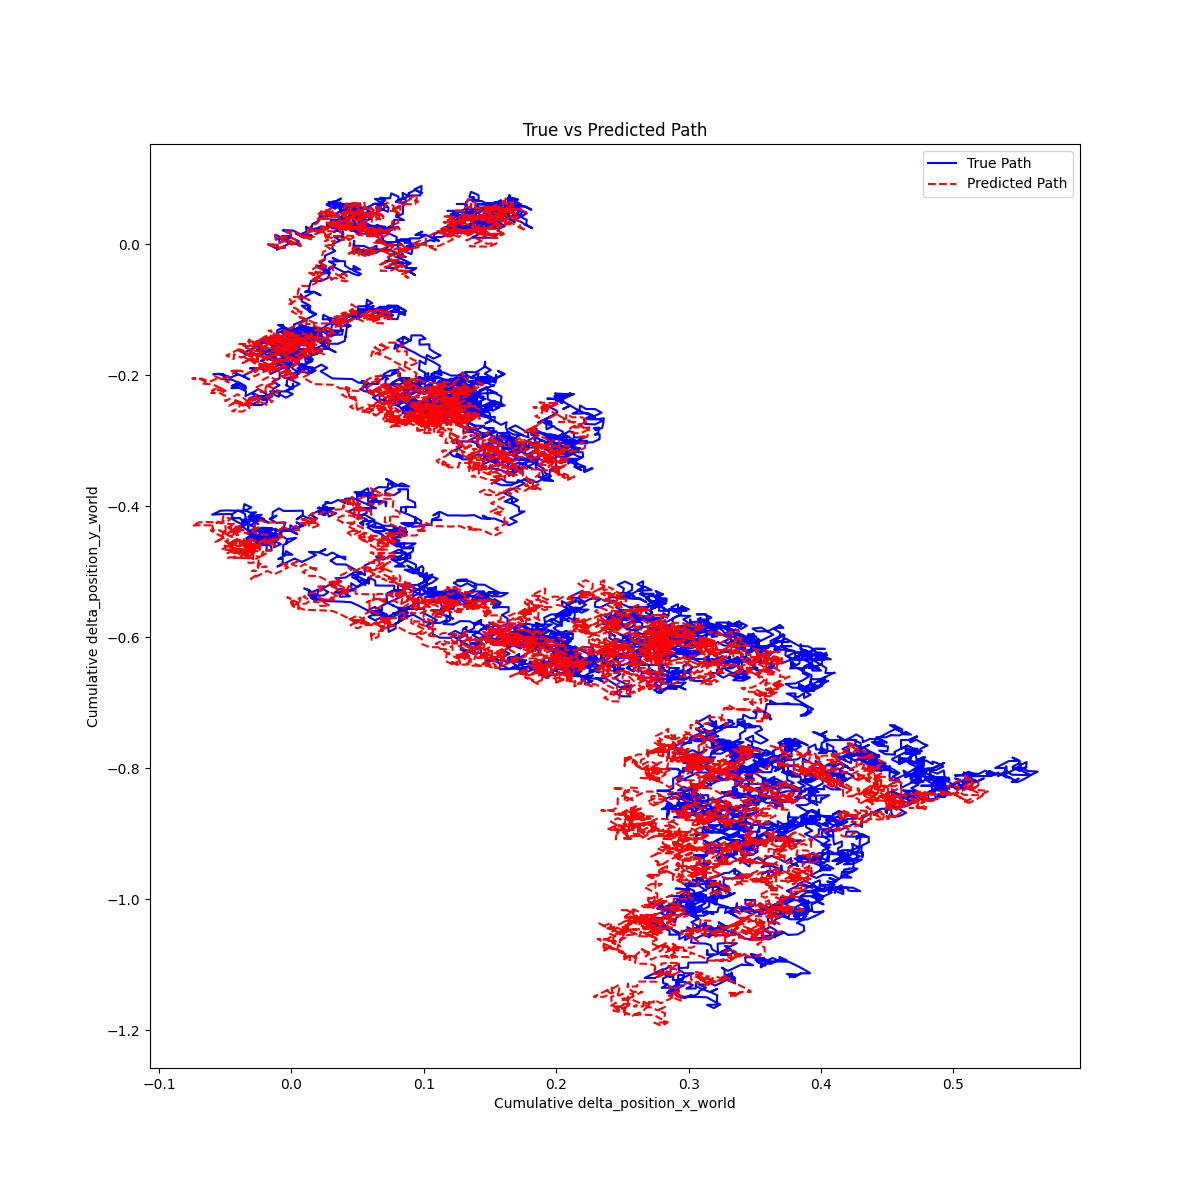 True vs Predicted Path
True Path
Predicted Path
0.0
−0.2
−0.4
−0.6
−0.8
−1.0
−1.2
Cumulative delta_position_y_world
−0.1
0.0
0.1
0.2
0.3
0.4
0.5
Cumulative delta_position_x_world